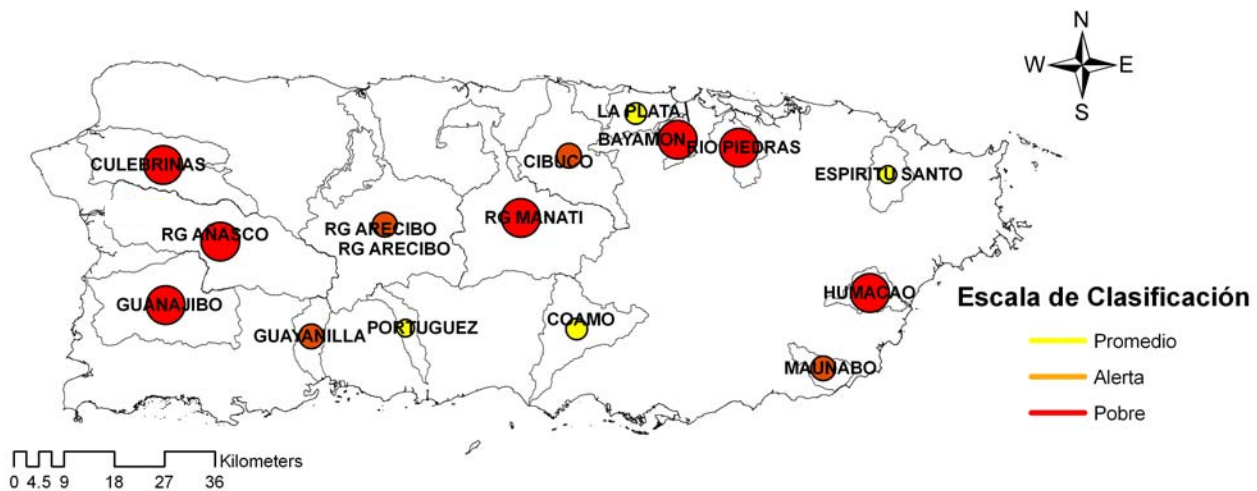 N
W E
S
LA PLATA
BAYAMON
RIO PIEDRAS
CULEBRINAS
CIBUCO
ESPIRITU SANTO
RG MANATI
RG ARECIBO
RG ARECIBO
RG ANASCO
HUMACAO
GUANAJIBO
GUAYANILLA
PORTUGUEZ
COAMO
MAUNABO
Escala de Clasificación
Promedio
Alerta
Pobre
Kilometers
0 4.5 9 18 27 36